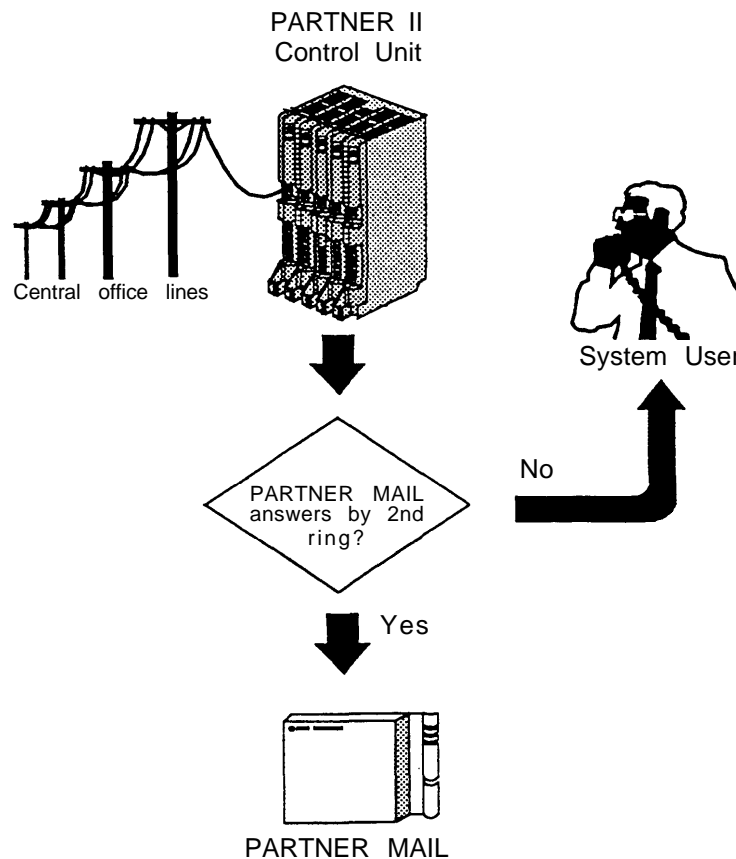 PARTNER II
Control Unit
Central office lines
System User
No
PARTNER MAIL
answers by 2nd
ring?
Yes
PARTNER MAIL